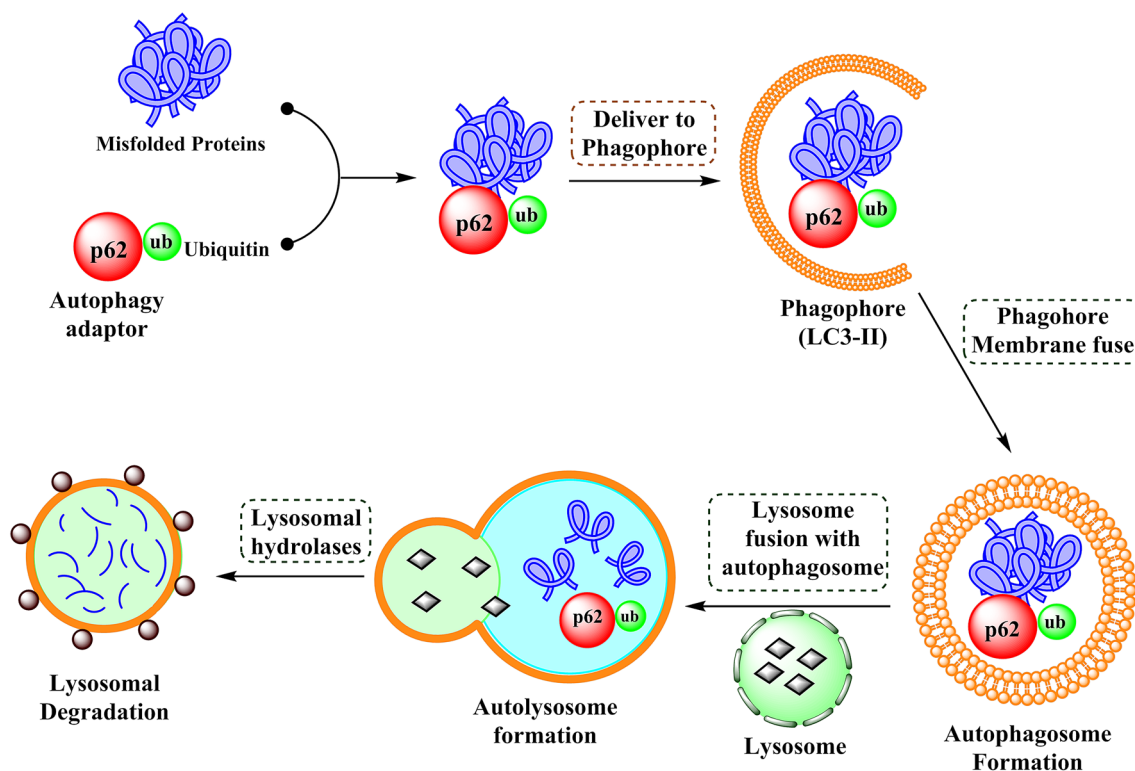 Misfolded Proteins
p62
ub
Ubiquitin
Autophagy
adaptor
p62
ub
Deliver to
Phagophore
p62
ub
Phagophore
(LC3-II)
Phagohore
Membrane fuse
p62
ub
Autophagosome
Formation
Lysosome
fusion with
autophagosome
Lysosome
p62
ub
Autolysosome
formation
Lysosomal
hydrolases
Lysosomal
Degradation